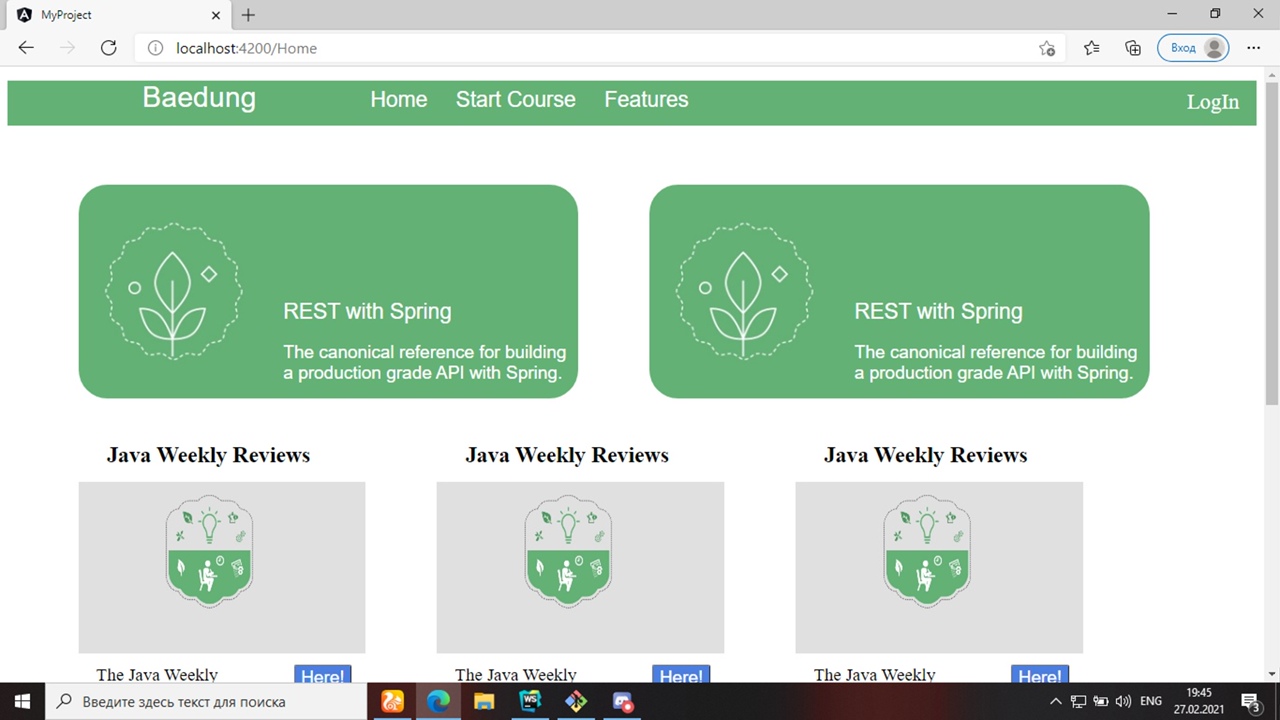 MyProject
localhost:4200/Home
Вход
Baedung
Home
Start Course
Features
LogIn
REST with Spring
The canonical reference for building
a production grade API with Spring.
REST with Spring
The canonical reference for building
a production grade API with Spring.
Java Weekly Reviews
Java Weekly Reviews
Java Weekly Reviews
The Java Weekly
Here!
The Java Weekly
Here!
The Java Weekly
Here!
Введите здесь текст для поиска
WS
ENG
19:45
27.02.2021
3